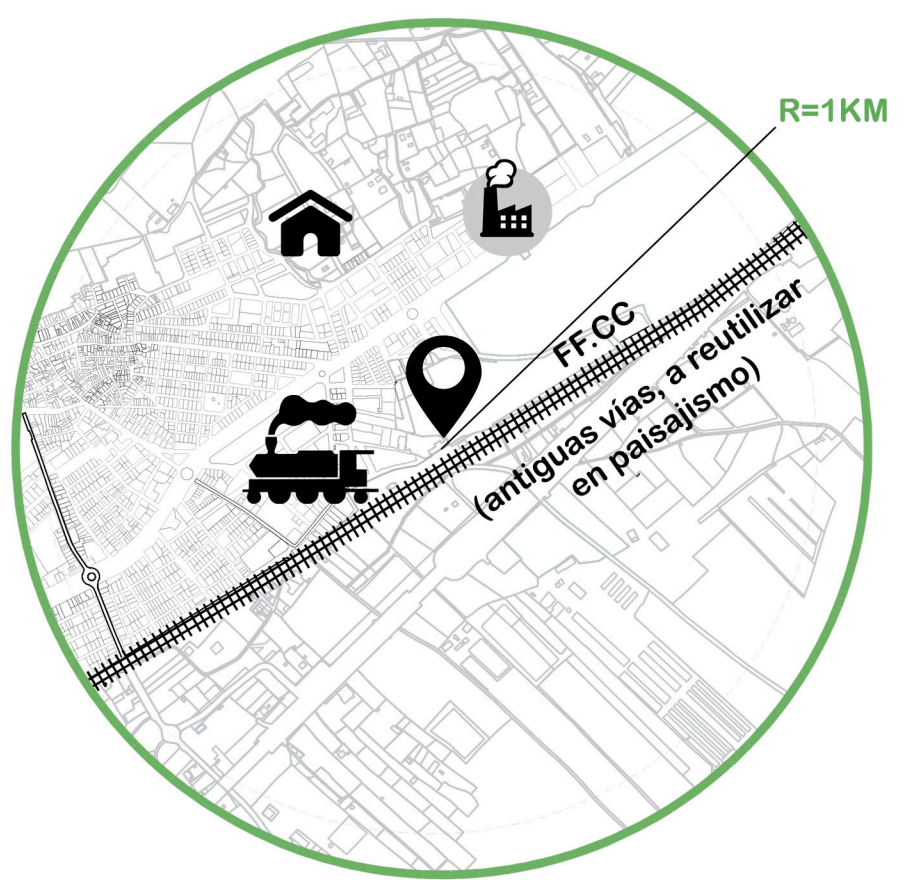 R=1KM
FF.CC
(antiguas vías, a reutilizar
en paisajismo)